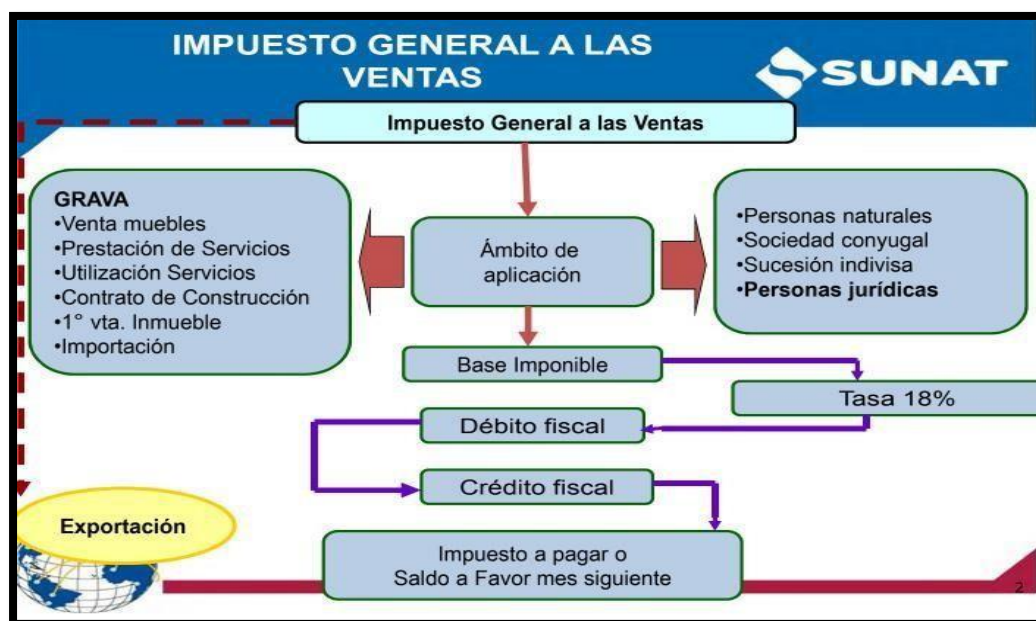 IMPUESTO GENERAL A LAS
VENTAS
SUNAT
Impuesto General a las Ventas
GRAVA
•Venta muebles
•Prestación de Servicios
•Utilización Servicios
•Contrato de Construcción
•1° vta. Inmueble
•Importación
Ámbito de
aplicación
•Personas naturales
•Sociedad conyugal
•Sucesión indivisa
•Personas jurídicas
Base Imponible
Tasa 18%
Débito fiscal
Crédito fiscal
Exportación
Impuesto a pagar o
Saldo a Favor mes siguiente
2